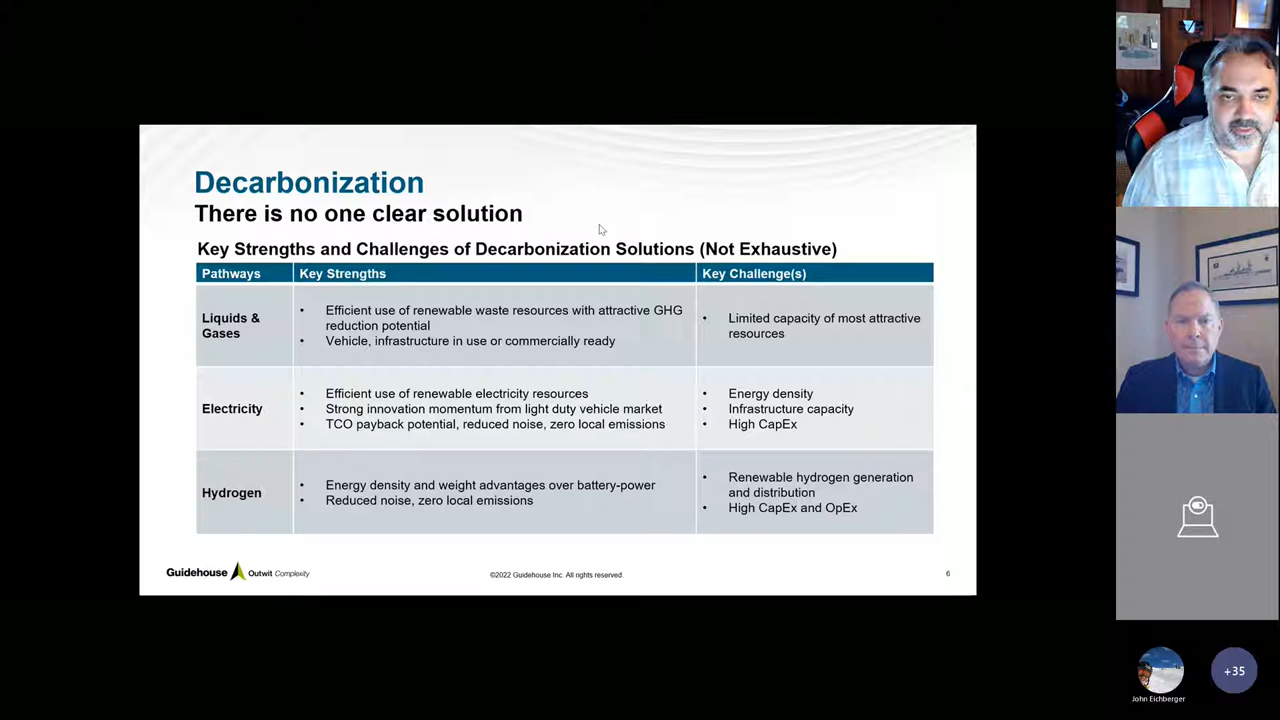 Decarbonization
There is no one clear solution
Key Strengths and Challenges of Decarbonization Solutions (Not Exhaustive)
Pathways
Key Strengths
Key Challenge(s)
Liquids &
Gases
• Efficient use of renewable waste resources with attractive GHG
reduction potential
• Vehicle, infrastructure in use or commercially ready
• Limited capacity of most attractive
resources
Electricity
• Efficient use of renewable electricity resources
• Strong innovation momentum from light duty vehicle market
• TCO payback potential, reduced noise, zero local emissions
• Energy density
• Infrastructure capacity
• High CapEx
Hydrogen
• Energy density and weight advantages over battery-power
• Reduced noise, zero local emissions
• Renewable hydrogen generation
and distribution
• High CapEx and OpEx
Guidehouse Outwit Complexity
©2022 Guidehouse Inc. All rights reserved.
6
John Eichberger
+35